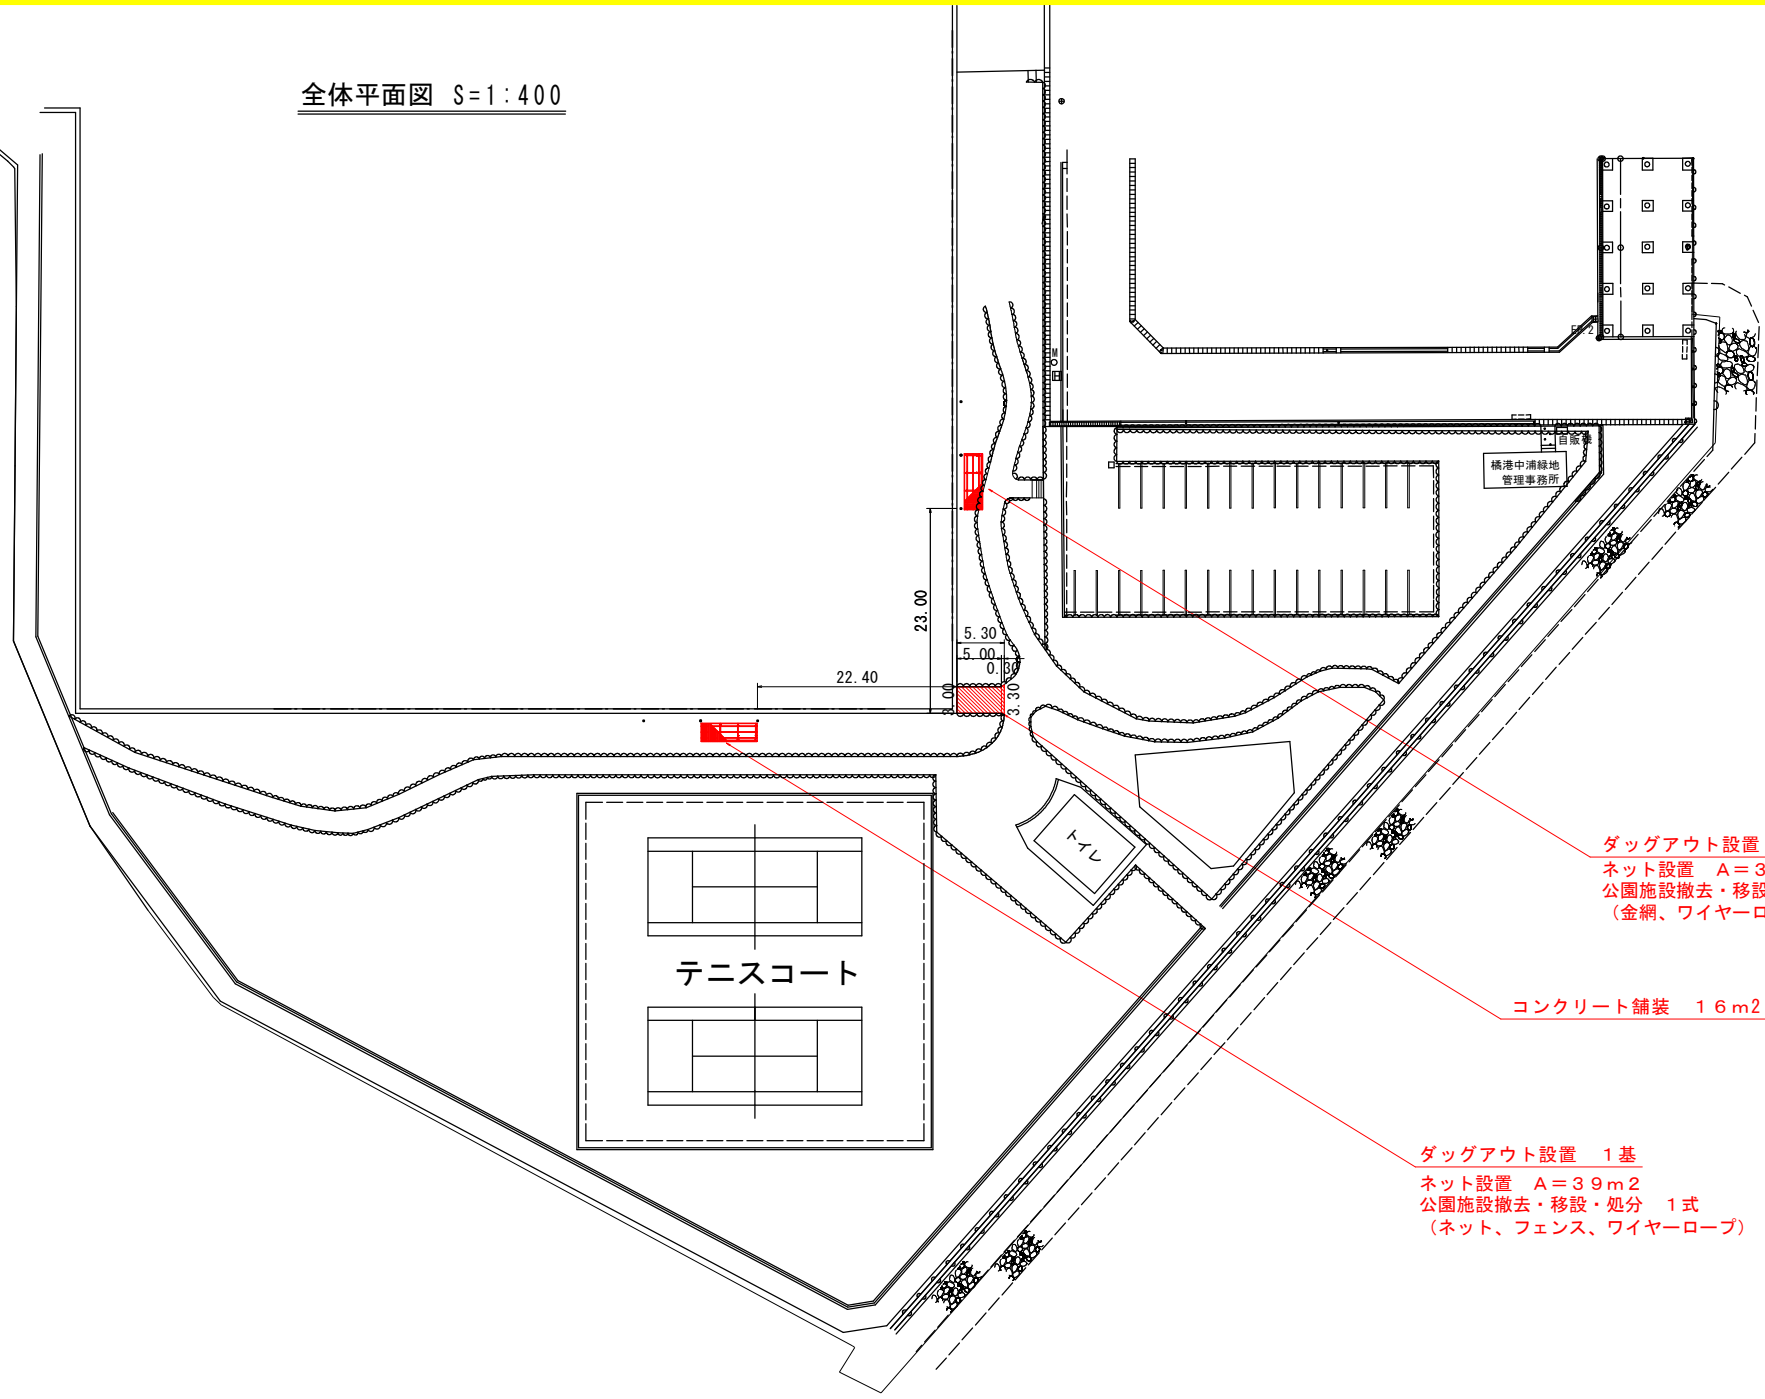 全体平面図 S=1:400
M
自販機
橘港中浦緑地
管理事務所
23.00
5.30
5.00
0.30
22.40
3.00
3.30
トイレ
テニスコート
ダッグアウト設置
ネット設置 A=3
公園施設撤去・移設
(金網、ワイヤーロ
コンクリート舗装 16m2
ダッグアウト設置 1基
ネット設置 A=39m2
公園施設撤去・移設・処分 1式
(ネット、フェンス、ワイヤーロープ)